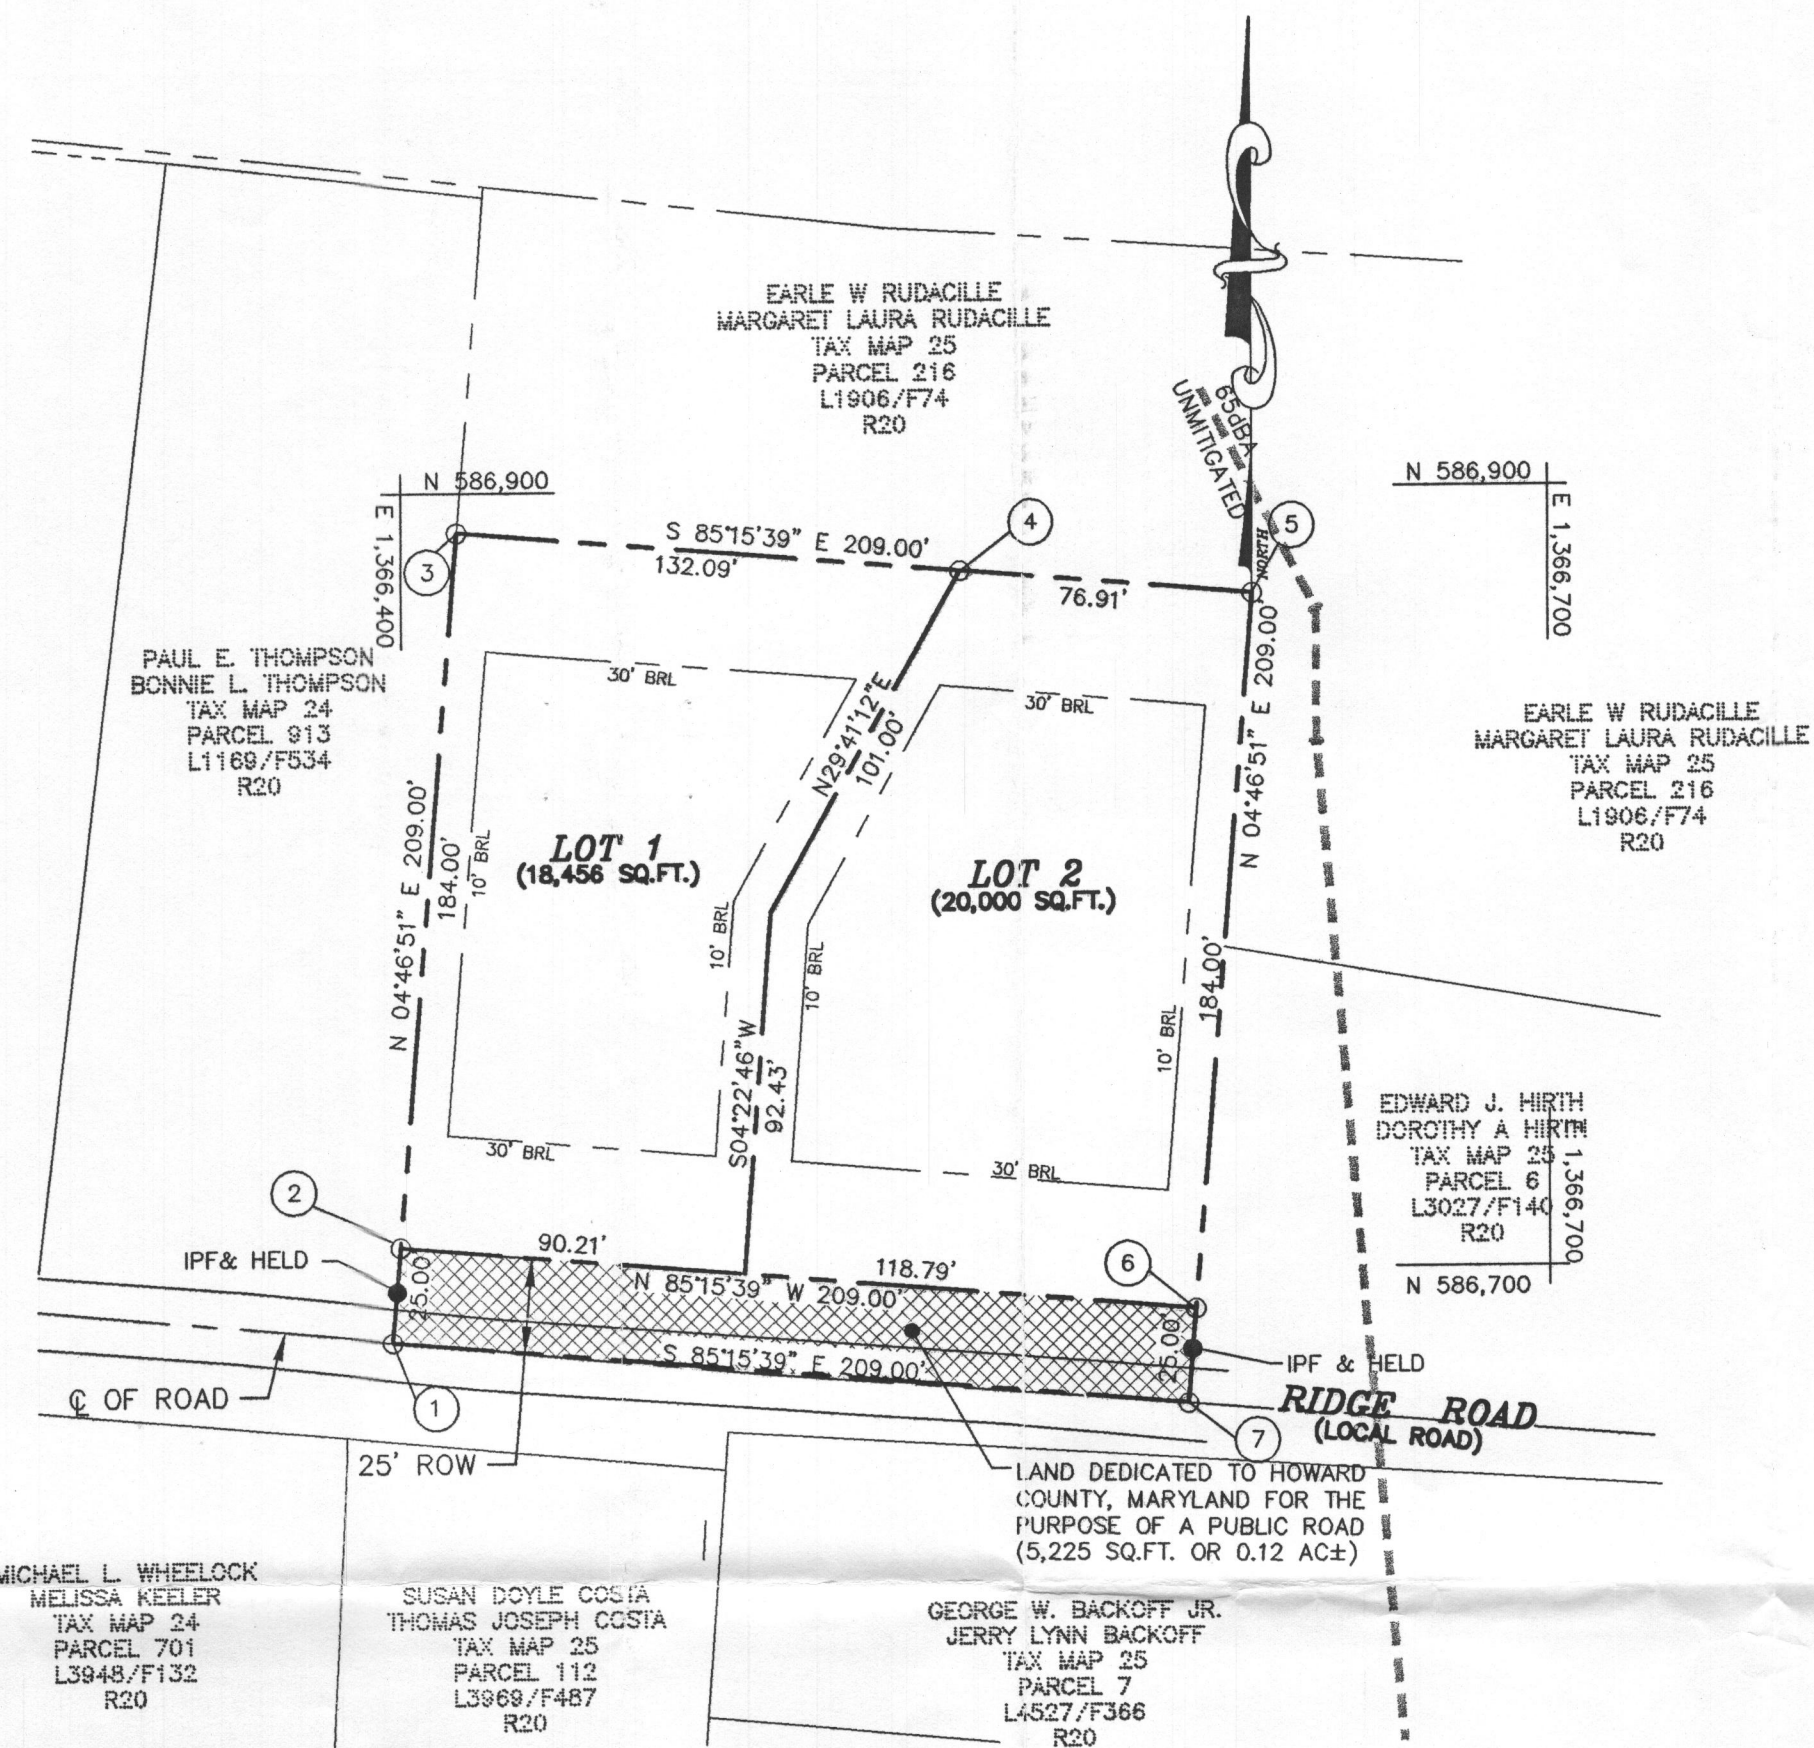 EARLE W RUDACILLE
MARGARET LAURA RUDACILLE
TAX MAP 25
PARCEL 216
L1906/F74
R20
65dBA
UNMITIGATED
N 586,900
E 1,366,400
N 586,900
E 1,366,700
NORTH
3
4
5
S 85°15'39" E 209.00'
132.09'
76.91'
PAUL E. THOMPSON
BONNIE L. THOMPSON
TAX MAP 24
PARCEL 913
L1169/F534
R20
30' BRL
30' BRL
N29°41'12"E
101.00'
N 04°46'51" E 209.00'
184.00'
EARLE W RUDACILLE
MARGARET LAURA RUDACILLE
TAX MAP 25
PARCEL 216
L1906/F74
R20
N 04°46'51" E 209.00'
184.00'
10' BRL
LOT 1
(18,456 SQ.FT.)
LOT 2
(20,000 SQ.FT.)
10' BRL
10' BRL
10' BRL
S04°22'46"W
92.43'
30' BRL
30' BRL
EDWARD J. HIRTH
DOROTHY A HIRTH
TAX MAP 25
PARCEL 6
L3027/F140
R20
E 1,366,700
N 586,700
2
6
IPF& HELD
25.00'
90.21'
118.79'
N 85°15'39" W 209.00'
S 85°15'39" E 209.00'
25.00'
IPF & HELD
RIDGE ROAD
(LOCAL ROAD)
℄ OF ROAD
1
7
25' ROW
LAND DEDICATED TO HOWARD
COUNTY, MARYLAND FOR THE
PURPOSE OF A PUBLIC ROAD
(5,225 SQ.FT. OR 0.12 AC±)
MICHAEL L. WHEELOCK
MELISSA KEELER
TAX MAP 24
PARCEL 701
L3948/F132
R20
SUSAN DOYLE COSTA
THOMAS JOSEPH COSTA
TAX MAP 25
PARCEL 112
L3969/F487
R20
GEORGE W. BACKOFF JR.
JERRY LYNN BACKOFF
TAX MAP 25
PARCEL 7
L4527/F366
R20